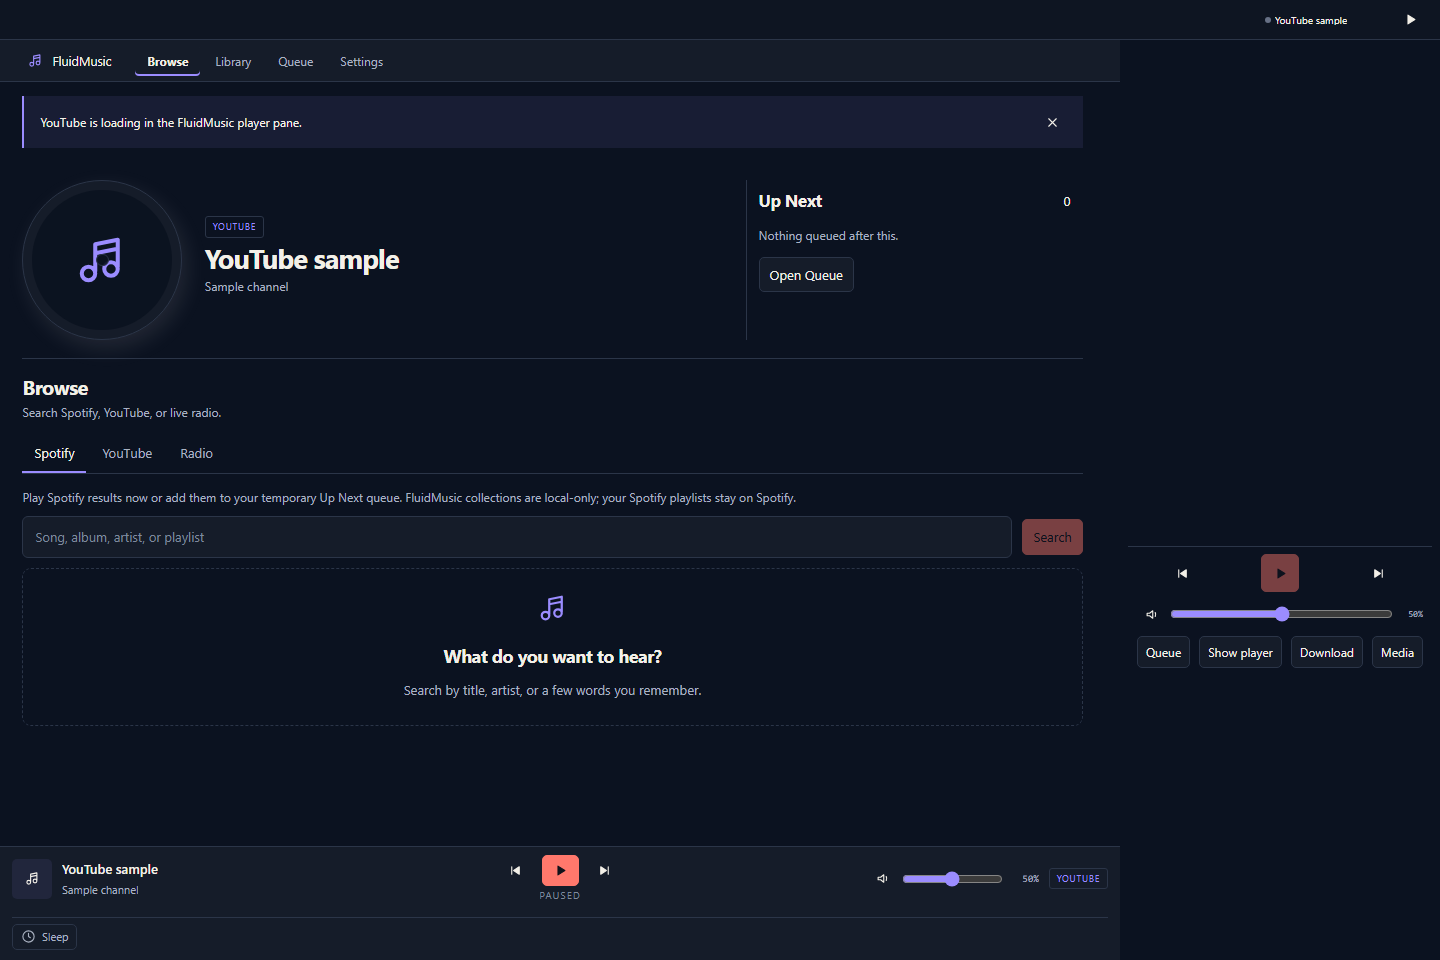 YouTube sample
FluidMusic
Browse
Library
Queue
Settings
YouTube is loading in the FluidMusic player pane.
YOUTUBE
YouTube sample
Sample channel
Up Next
0
Nothing queued after this.
Open Queue
Browse
Search Spotify, YouTube, or live radio.
Spotify
YouTube
Radio
Play Spotify results now or add them to your temporary Up Next queue. FluidMusic collections are local-only; your Spotify playlists stay on Spotify.
Song, album, artist, or playlist
Search
What do you want to hear?
Search by title, artist, or a few words you remember.
50%
Queue
Show player
Download
Media
YouTube sample
Sample channel
PAUSED
50%
YOUTUBE
Sleep